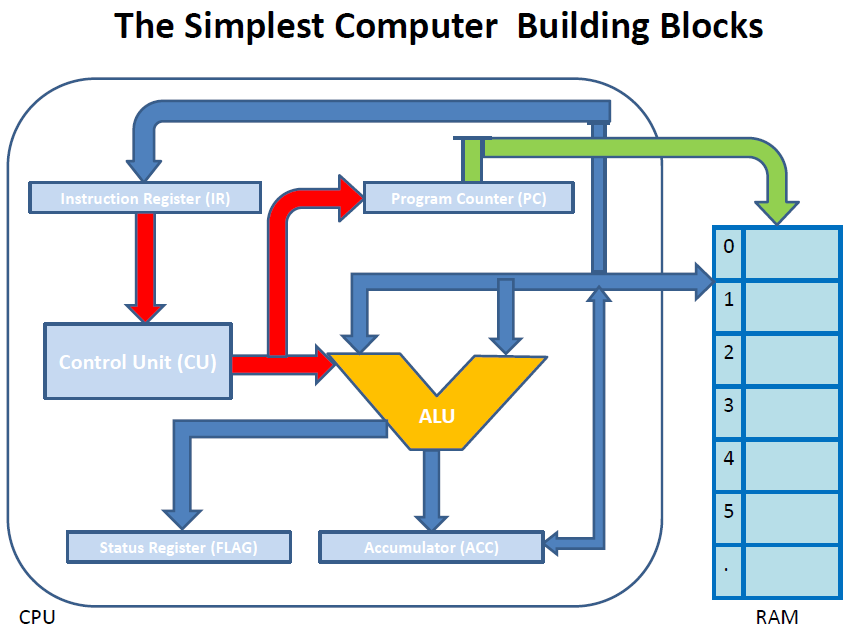 The Simplest Computer  Building Blocks
Instruction Register (IR)
Program Counter (PC)
0
1
Control Unit (CU)
2
ALU
3
4
5
Status Register (FLAG)
Accumulator (ACC)
.
CPU
RAM